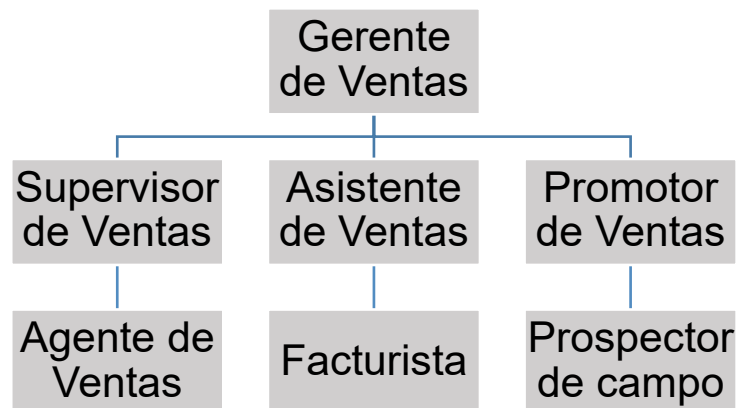 Gerente
de Ventas
Supervisor
de Ventas
Asistente
de Ventas
Promotor
de Ventas
Agente de
Ventas
Facturista
Prospector
de campo